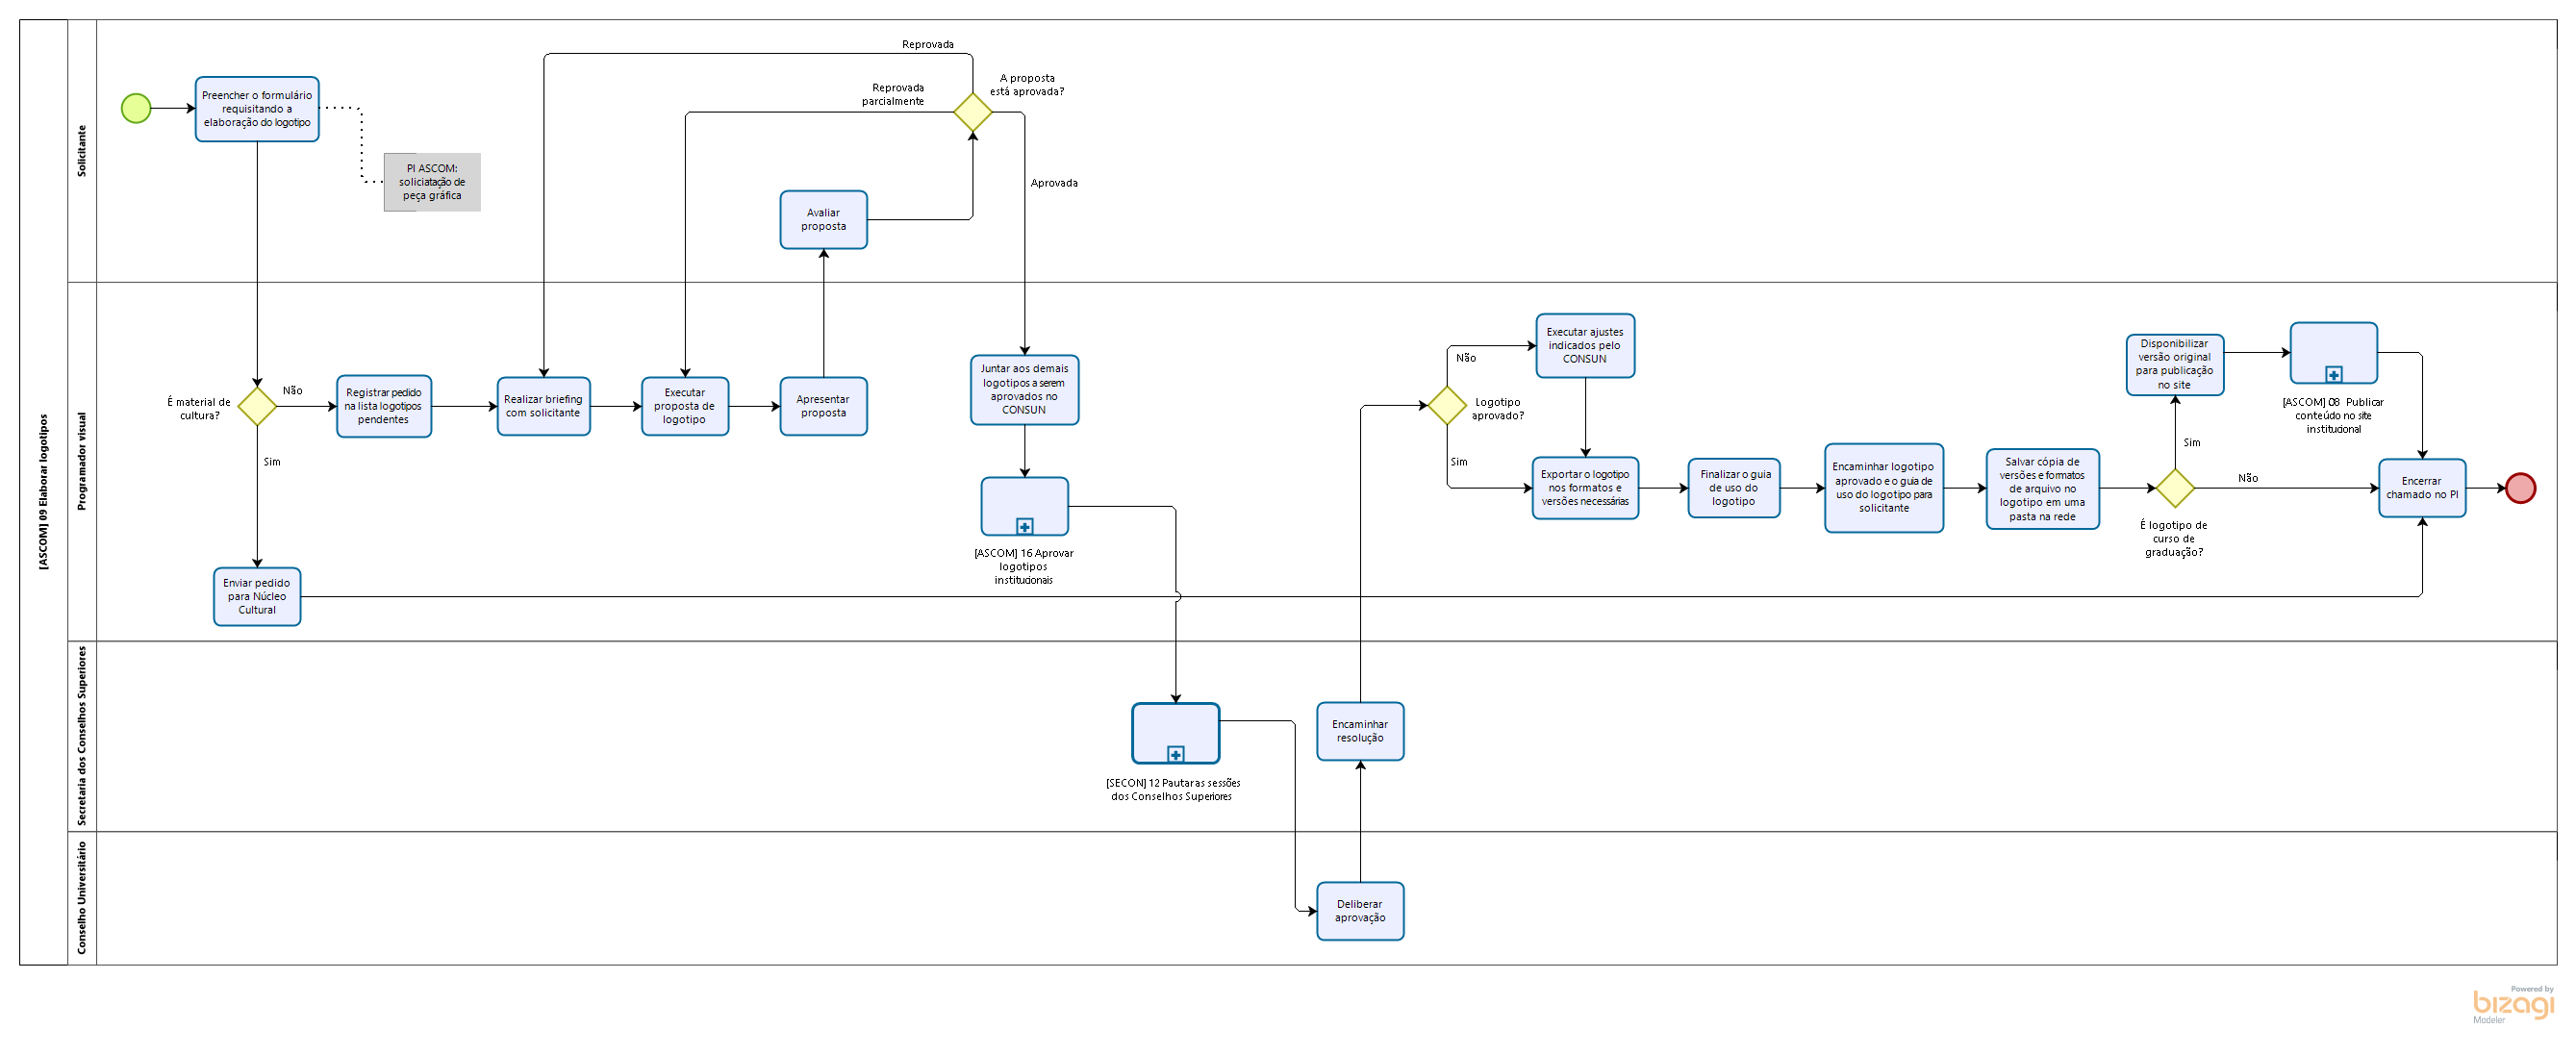 [ASCOM] 09 Elaborar logotipos
Solicitante
Preencher o formulário
requisitando a
elaboração do logotipo
PI ASCOM:
soliciatação de
peça gráfica
Reprovada
Reprovada
parcialmente
A proposta
está aprovada?
Aprovada
Avaliar
proposta
Programador visual
É material de
cultura?
Não
Sim
Registrar pedido
na lista logotipos
pendentes
Realizar briefing
com solicitante
Executar
proposta de
logotipo
Apresentar
proposta
Juntar aos demais
logotipos a serem
aprovados no
CONSUN
[ASCOM] 16 Aprovar
logotipos
institucionais
Enviar pedido
para Núcleo
Cultural
Logotipo
aprovado?
Não
Sim
Executar ajustes
indicados pelo
CONSUN
Exportar o logotipo
nos formatos e
versões necessárias
Finalizar o guia
de uso do
logotipo
Encaminhar logotipo
aprovado e o guia de
uso do logotipo para
solicitante
Salvar cópia de
versões e formatos
de arquivo no
logotipo em uma
pasta na rede
É logotipo de
curso de
graduação?
Sim
Não
Disponibilizar
versão original
para publicação
no site
[ASCOM] 08 Publicar
conteúdo no site
institucional
Encerrar
chamado no PI
Secretaria dos Conselhos Superiores
[SECON] 12 Pautar as sessões
dos Conselhos Superiores
Encaminhar
resolução
Conselho Universitário
Deliberar
aprovação
Powered by
bizagi
Modeler